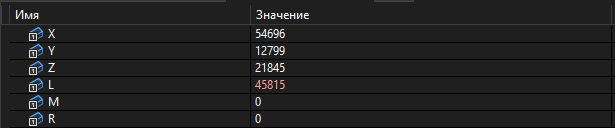 Имя Значение
X 54696
Y 12799
Z 21845
L 45815
M 0
R 0